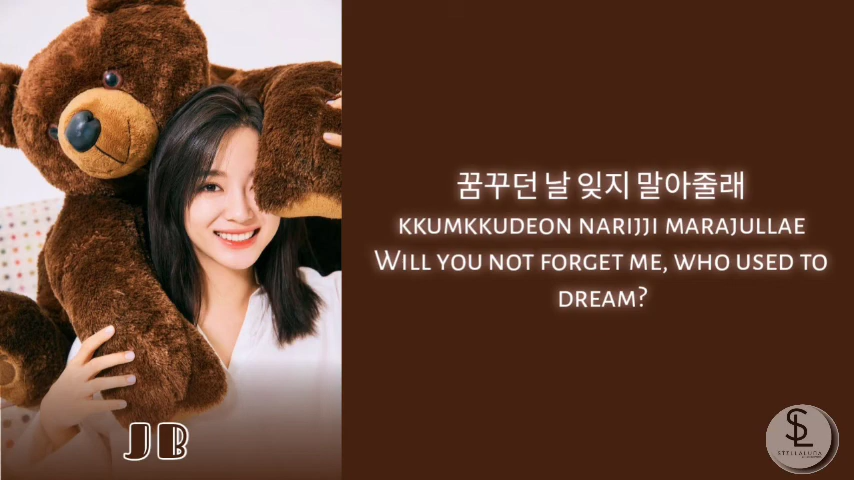 꿈꾸던 날 잊지 말아줄래
KKUMKKUDEON NARIJJI MARAJULLAE
WILL YOU NOT FORGET ME, WHO USED TO
DREAM?
JB
SL
STELLALUCA